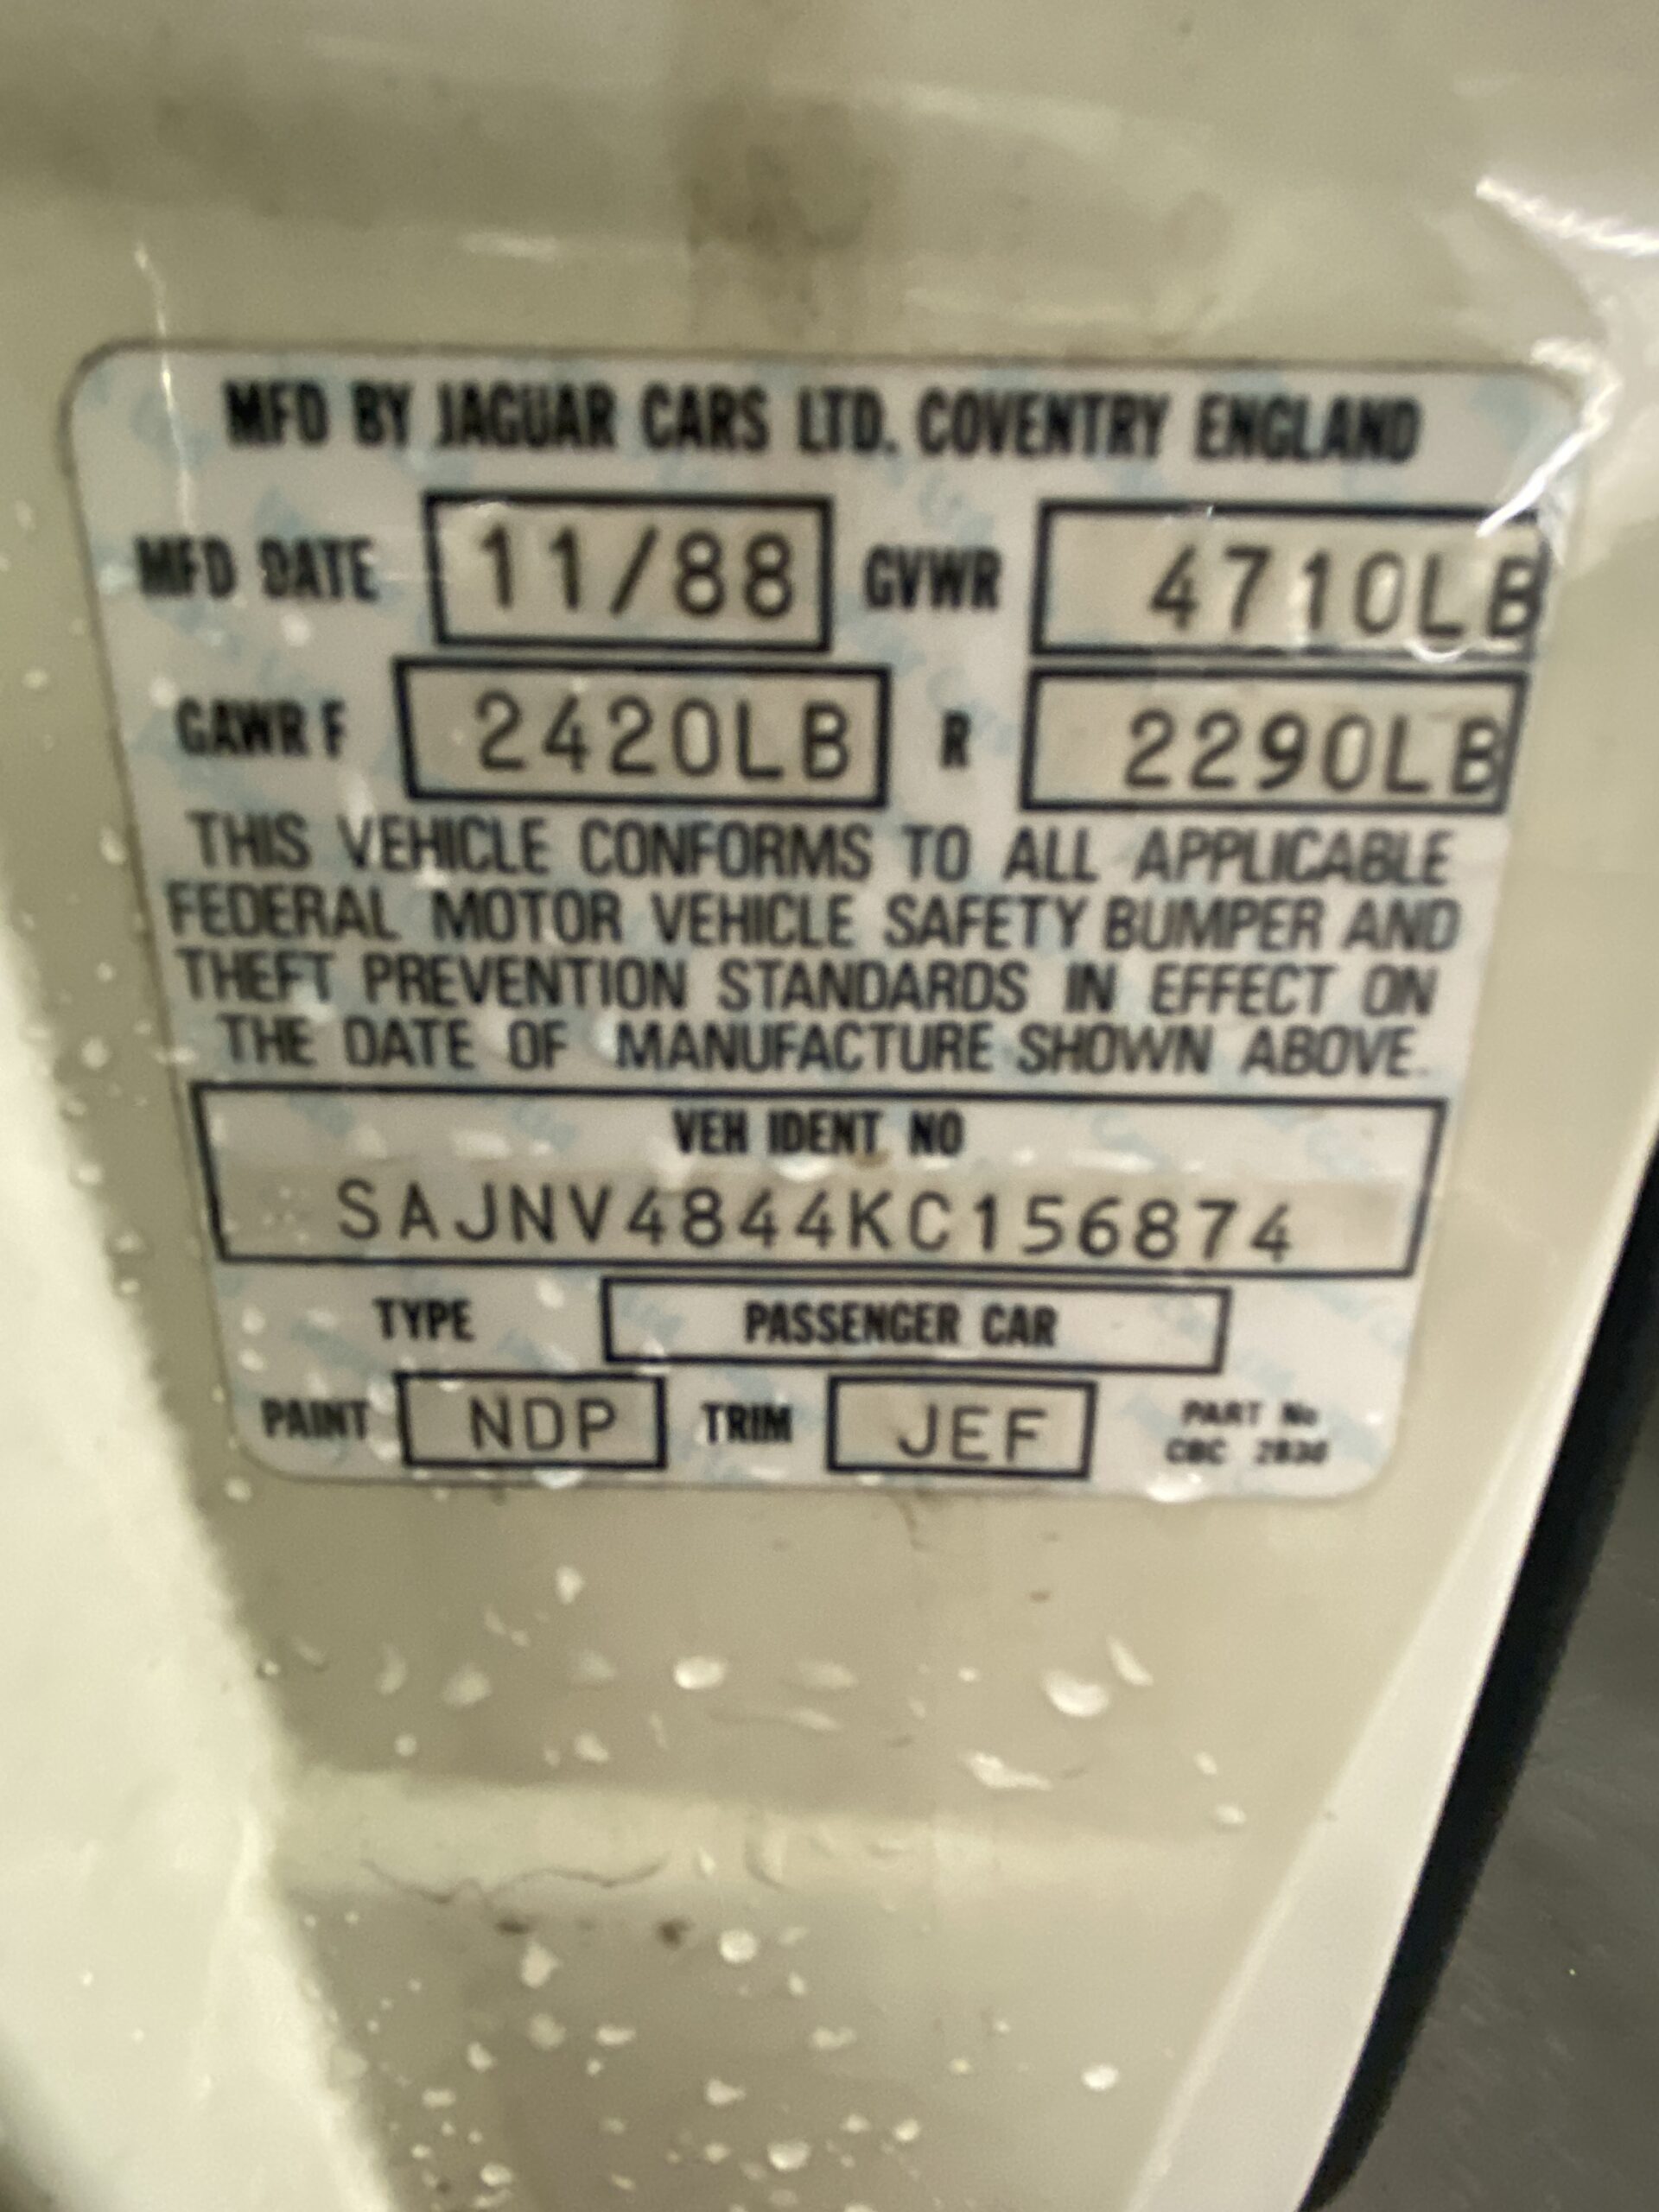 MFD BY JAGUAR CARS LTD. COVENTRY ENGLAND
MFD DATE 11/88 GVWR 4710LB
GAWR F 2420LB R 2290LB
THIS VEHICLE CONFORMS TO ALL APPLICABLE
FEDERAL MOTOR VEHICLE SAFETY BUMPER AND
THEFT PREVENTION STANDARDS IN EFFECT ON
THE DATE OF MANUFACTURE SHOWN ABOVE.
VEH IDENT NO
SAJNV4844KC156874
TYPE PASSENGER CAR
PAINT NDP TRIM JEF PART No
CBC